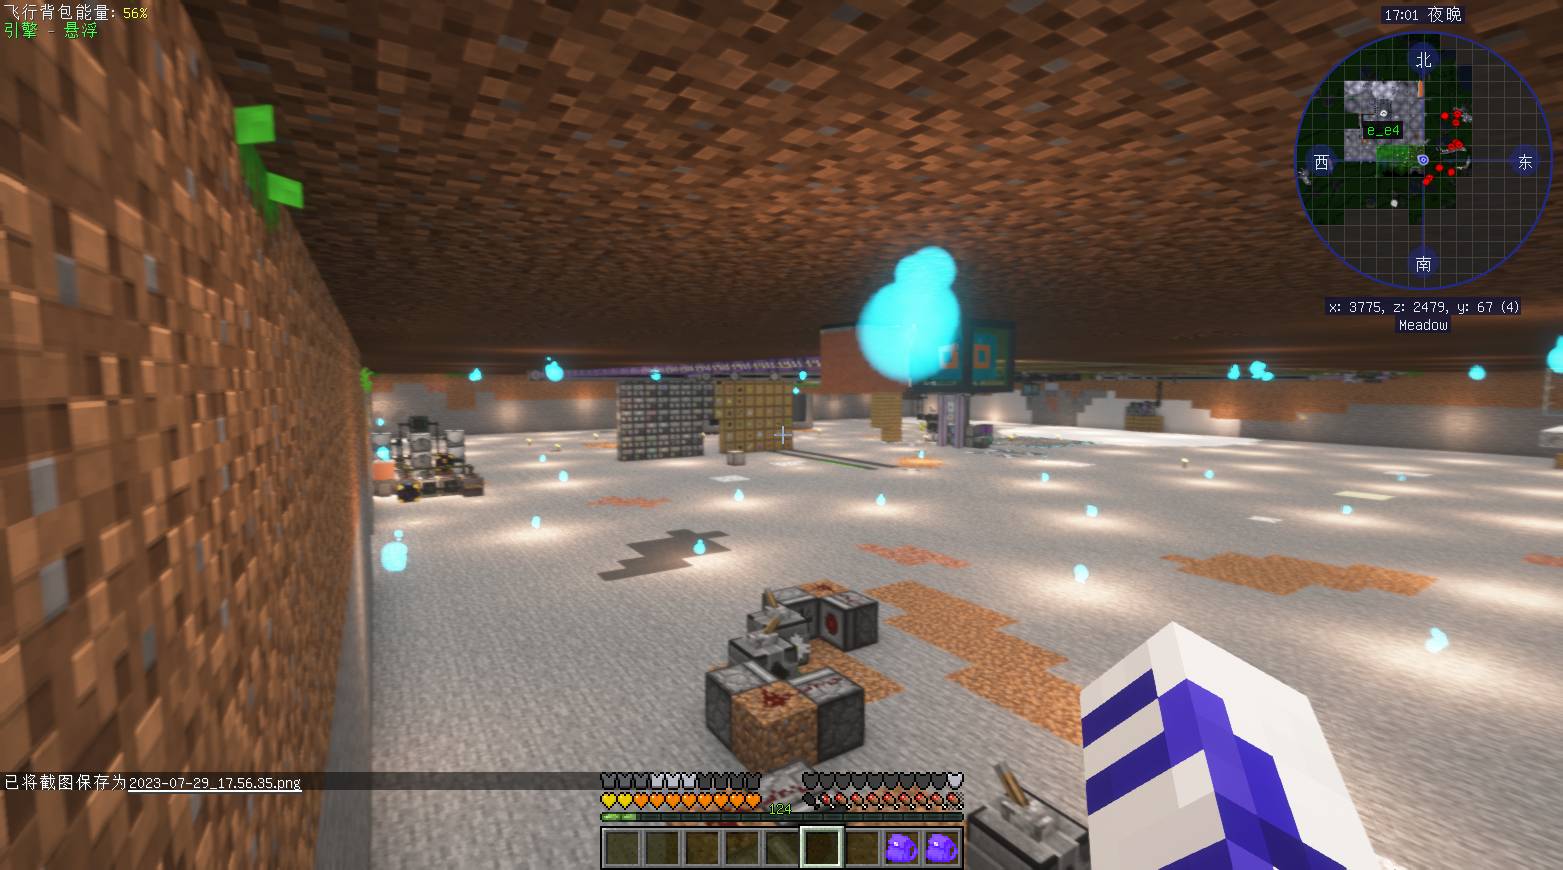 飞行背包能量: 56%
引擎 - 悬浮
17:01 夜晚
北
e_e4
西
东
南
x: 3775, z: 2479, y: 67 (4)
Meadow
已将截图保存为2023-07-29_17.56.35.png
124